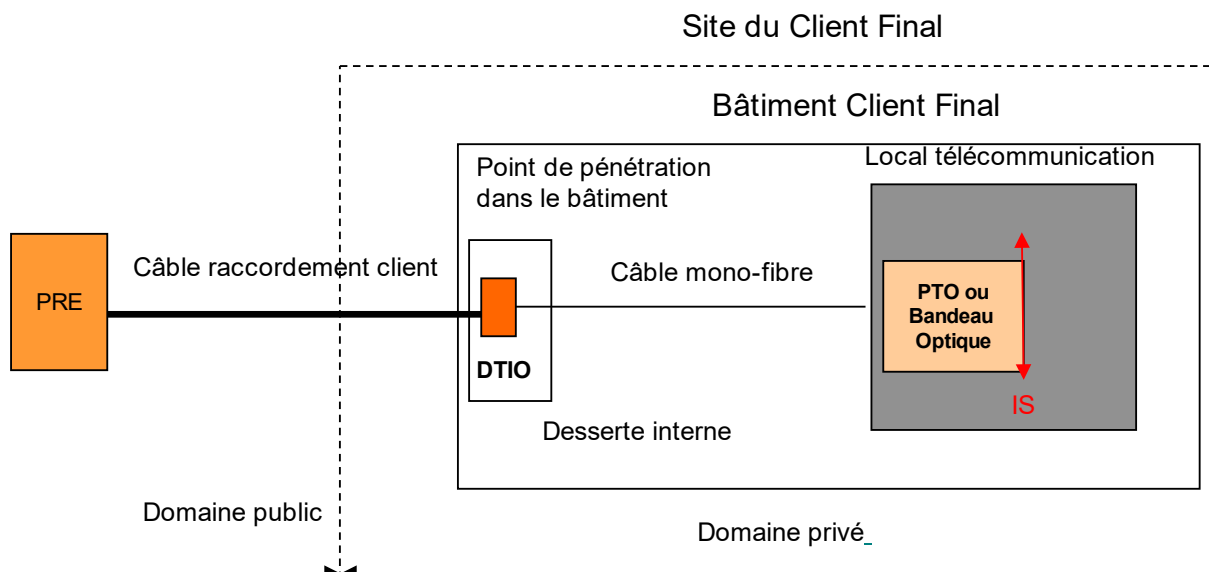 Site du Client Final
Bâtiment Client Final
Point de pénétration
dans le bâtiment
Local télécommunication
PRE
Câble raccordement client
Câble mono-fibre
PTO ou
Bandeau
Optique
DTIO
IS
Desserte interne
Domaine public
Domaine privé